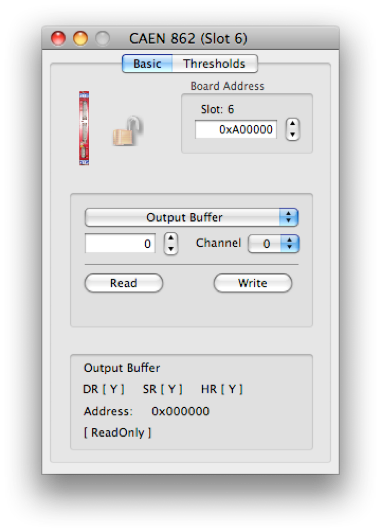 CAEN 862 (Slot 6)
Basic Thresholds
Board Address
Slot: 6
0xA00000
Output Buffer
0 Channel 0
Read Write
Output Buffer
DR [ Y ] SR [ Y ] HR [ Y ]
Address: 0x000000
[ ReadOnly ]